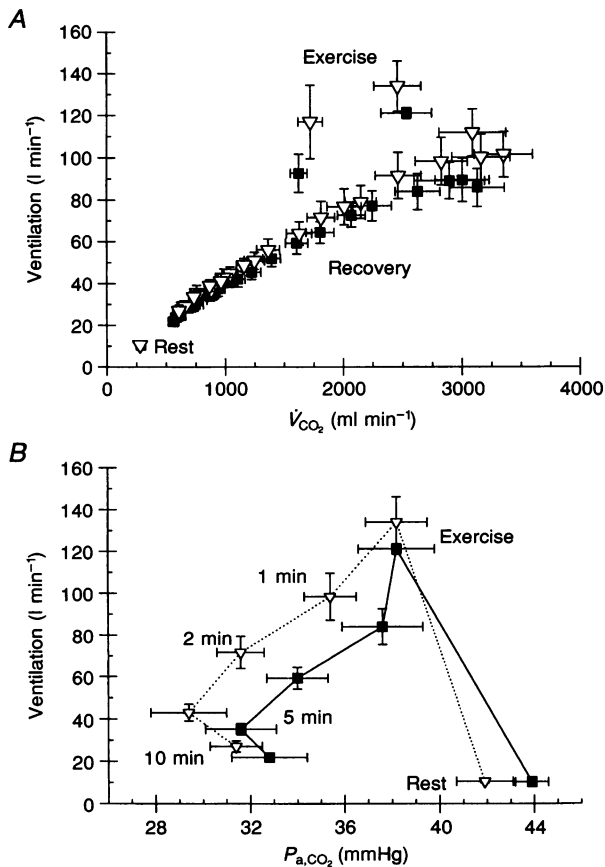 A
160
140
Exercise
120
100
80
60
Recovery
40
20
Rest
0
0 1000 2000 3000 4000
Ventilation (l min⁻¹)
V̇CO₂ (ml min⁻¹)
B
160
140
Exercise
120
1 min
100
80
2 min
60
5 min
40
10 min
20
Rest
0
28 32 36 40 44
Ventilation (l min⁻¹)
Pa,CO₂ (mmHg)